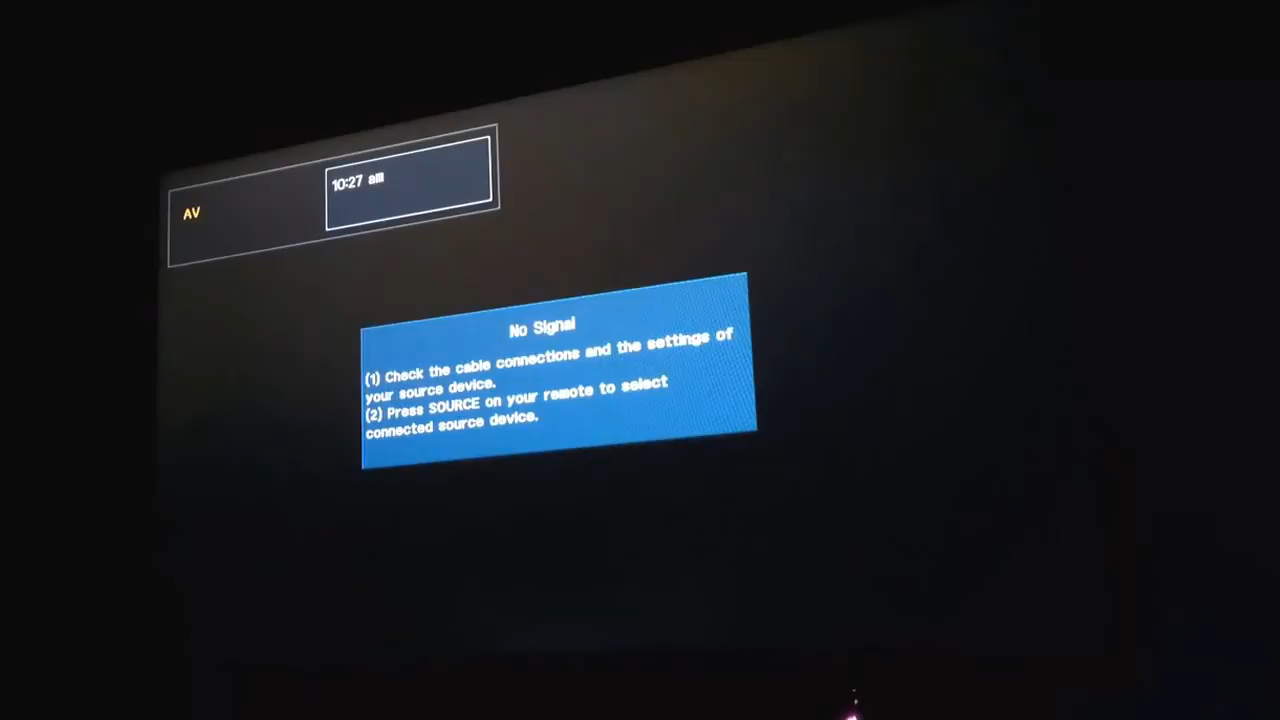 AV
10:27 am
No Signal
(1) Check the cable connections and the settings of
your source device.
(2) Press SOURCE on your remote to select
connected source device.